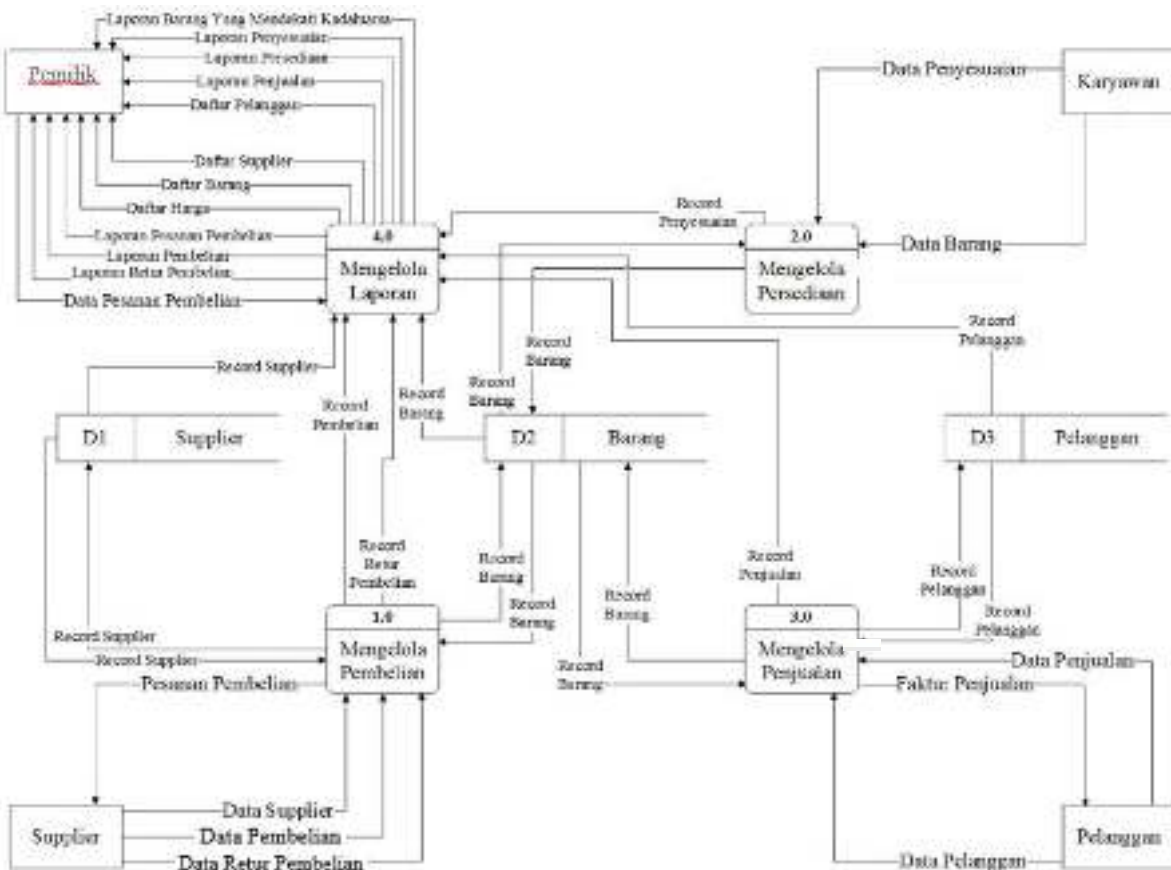 Laporan Barang Yang Mendekati Kadaluarsa
Laporan Penyesuaian
Laporan Persediaan
Laporan Penjualan
Daftar Pelanggan
Pemilik
Data Penyesuaian
Karyawan
Daftar Supplier
Daftar Barang
Daftar Harga
Laporan Pesanan Pembelian
Laporan Pembelian
Laporan Retur Pembelian
Data Pesanan Pembelian
4.0
Mengelola
Laporan
Record
Penyesuaian
2.0
Mengelola
Persediaan
Data Barang
Record Supplier
Record
Pembelian
Record
Barang
Record
Barang
Record
Barang
Record
Pelanggan
D1
Supplier
D2
Barang
D3
Pelanggan
Record
Retur
Pembelian
Record
Barang
Record
Barang
Record
Barang
Record
Penjualan
Record
Pelanggan
Record
Pelanggan
Record Supplier
Record Supplier
1.0
Mengelola
Pembelian
Record
Barang
3.0
Mengelola
Penjualan
Data Penjualan
Faktur Penjualan
Pesanan Pembelian
Supplier
Data Supplier
Data Pembelian
Data Retur Pembelian
Data Pelanggan
Pelanggan